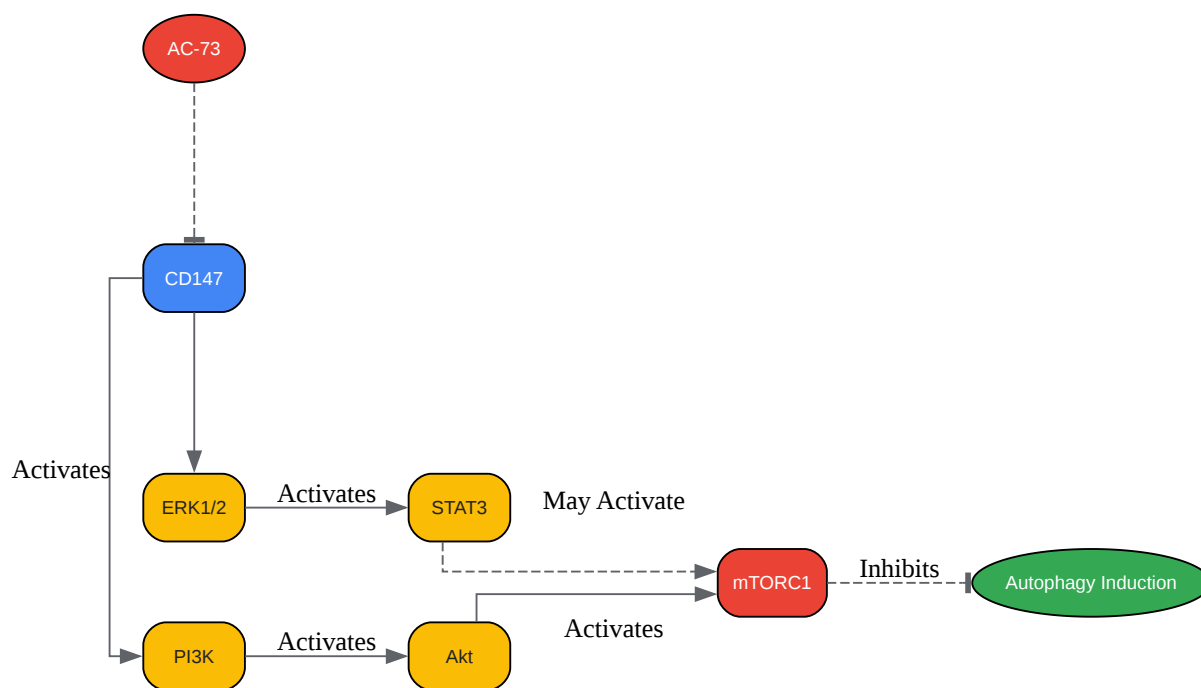 AC-73
CD147
Activates
ERK1/2
Activates
STAT3
May Activate
mTORC1
Inhibits
Autophagy Induction
Activates
PI3K
Activates
Akt